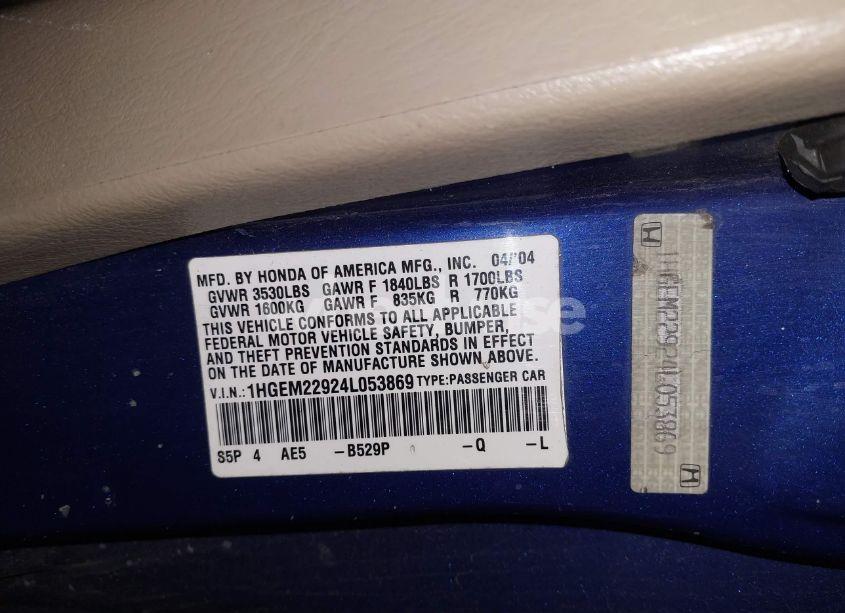 MFD. BY HONDA OF AMERICA MFG., INC. 04/'04
GVWR 3530LBS GAWR F 1840LBS R 1700LBS
GVWR 1600KG GAWR F 835KG R 770KG
THIS VEHICLE CONFORMS TO ALL APPLICABLE
FEDERAL MOTOR VEHICLE SAFETY, BUMPER,
AND THEFT PREVENTION STANDARDS IN EFFECT
ON THE DATE OF MANUFACTURE SHOWN ABOVE.
V.I.N.: 1HGEM22924L053869 TYPE:PASSENGER CAR
S5P 4 AE5 -B529P -Q -L
1HGEM22924L053869